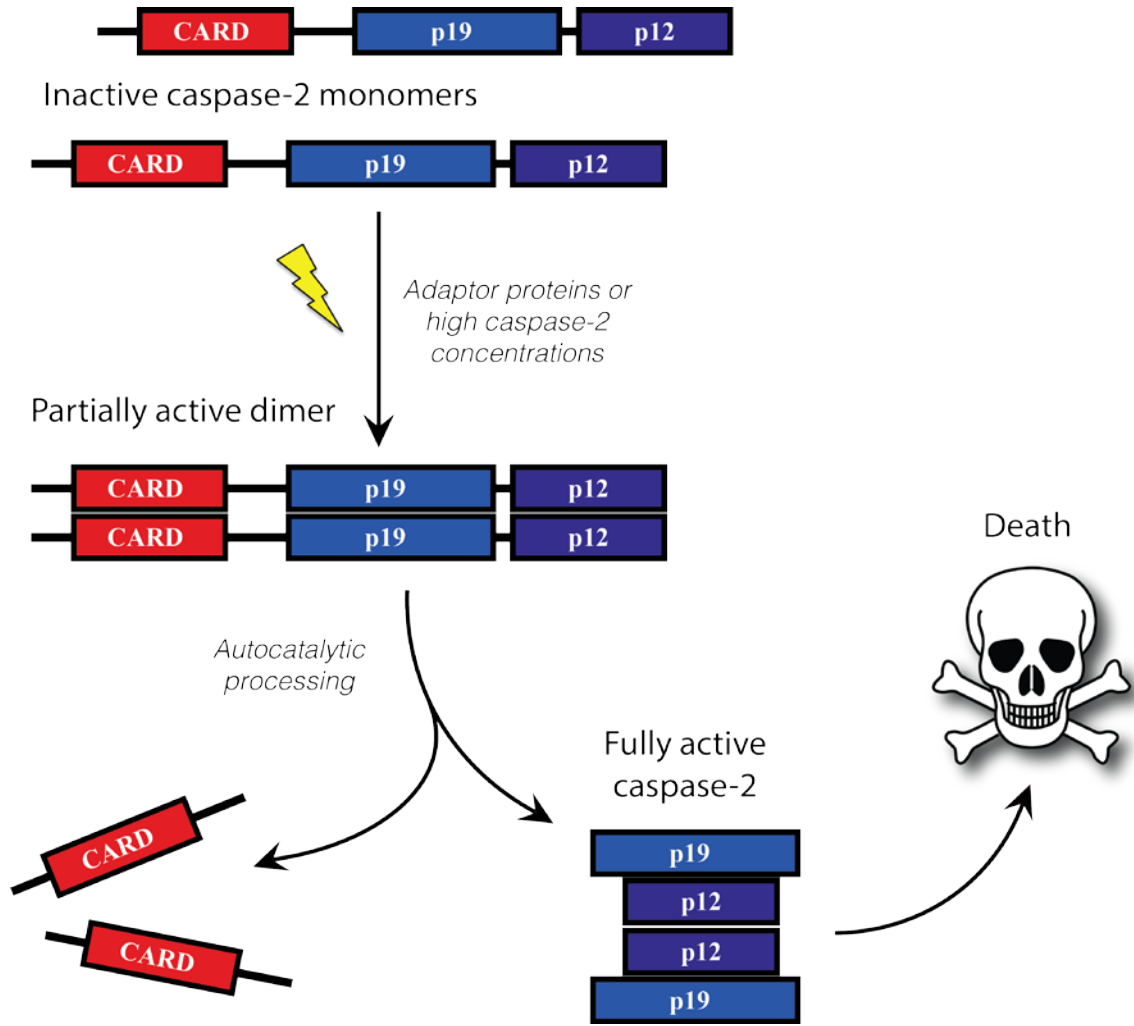 CARD p19 p12
Inactive caspase-2 monomers
CARD p19 p12
Adaptor proteins or
high caspase-2
concentrations
Partially active dimer
CARD p19 p12
CARD p19 p12
Death
Autocatalytic
processing
Fully active
caspase-2
CARD
CARD
p19
p12
p12
p19